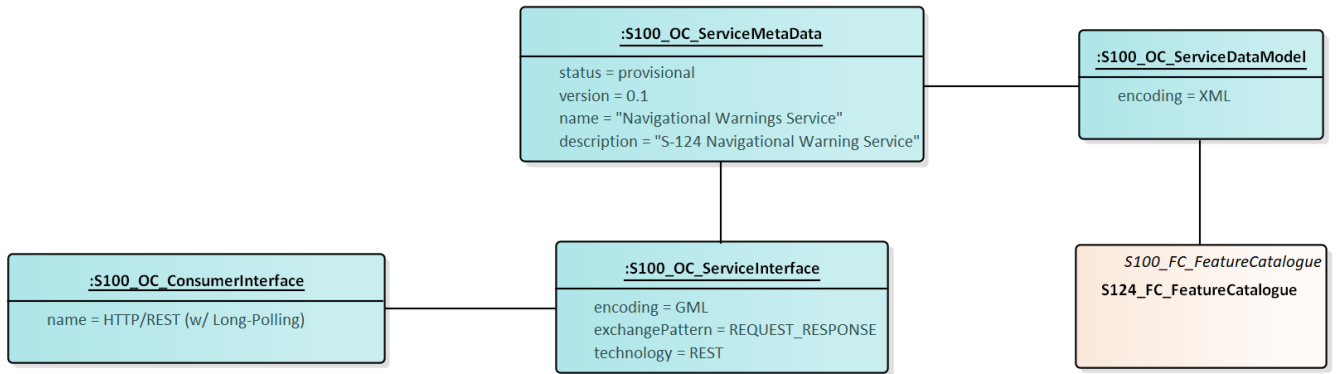 :S100_OC_ServiceMetaData
status = provisional
version = 0.1
name = "Navigational Warnings Service"
description = "S-124 Navigational Warning Service"
:S100_OC_ServiceDataModel
encoding = XML
:S100_OC_ConsumerInterface
name = HTTP/REST (w/ Long-Polling)
:S100_OC_ServiceInterface
encoding = GML
exchangePattern = REQUEST_RESPONSE
technology = REST
S100_FC_FeatureCatalogue
S124_FC_FeatureCatalogue